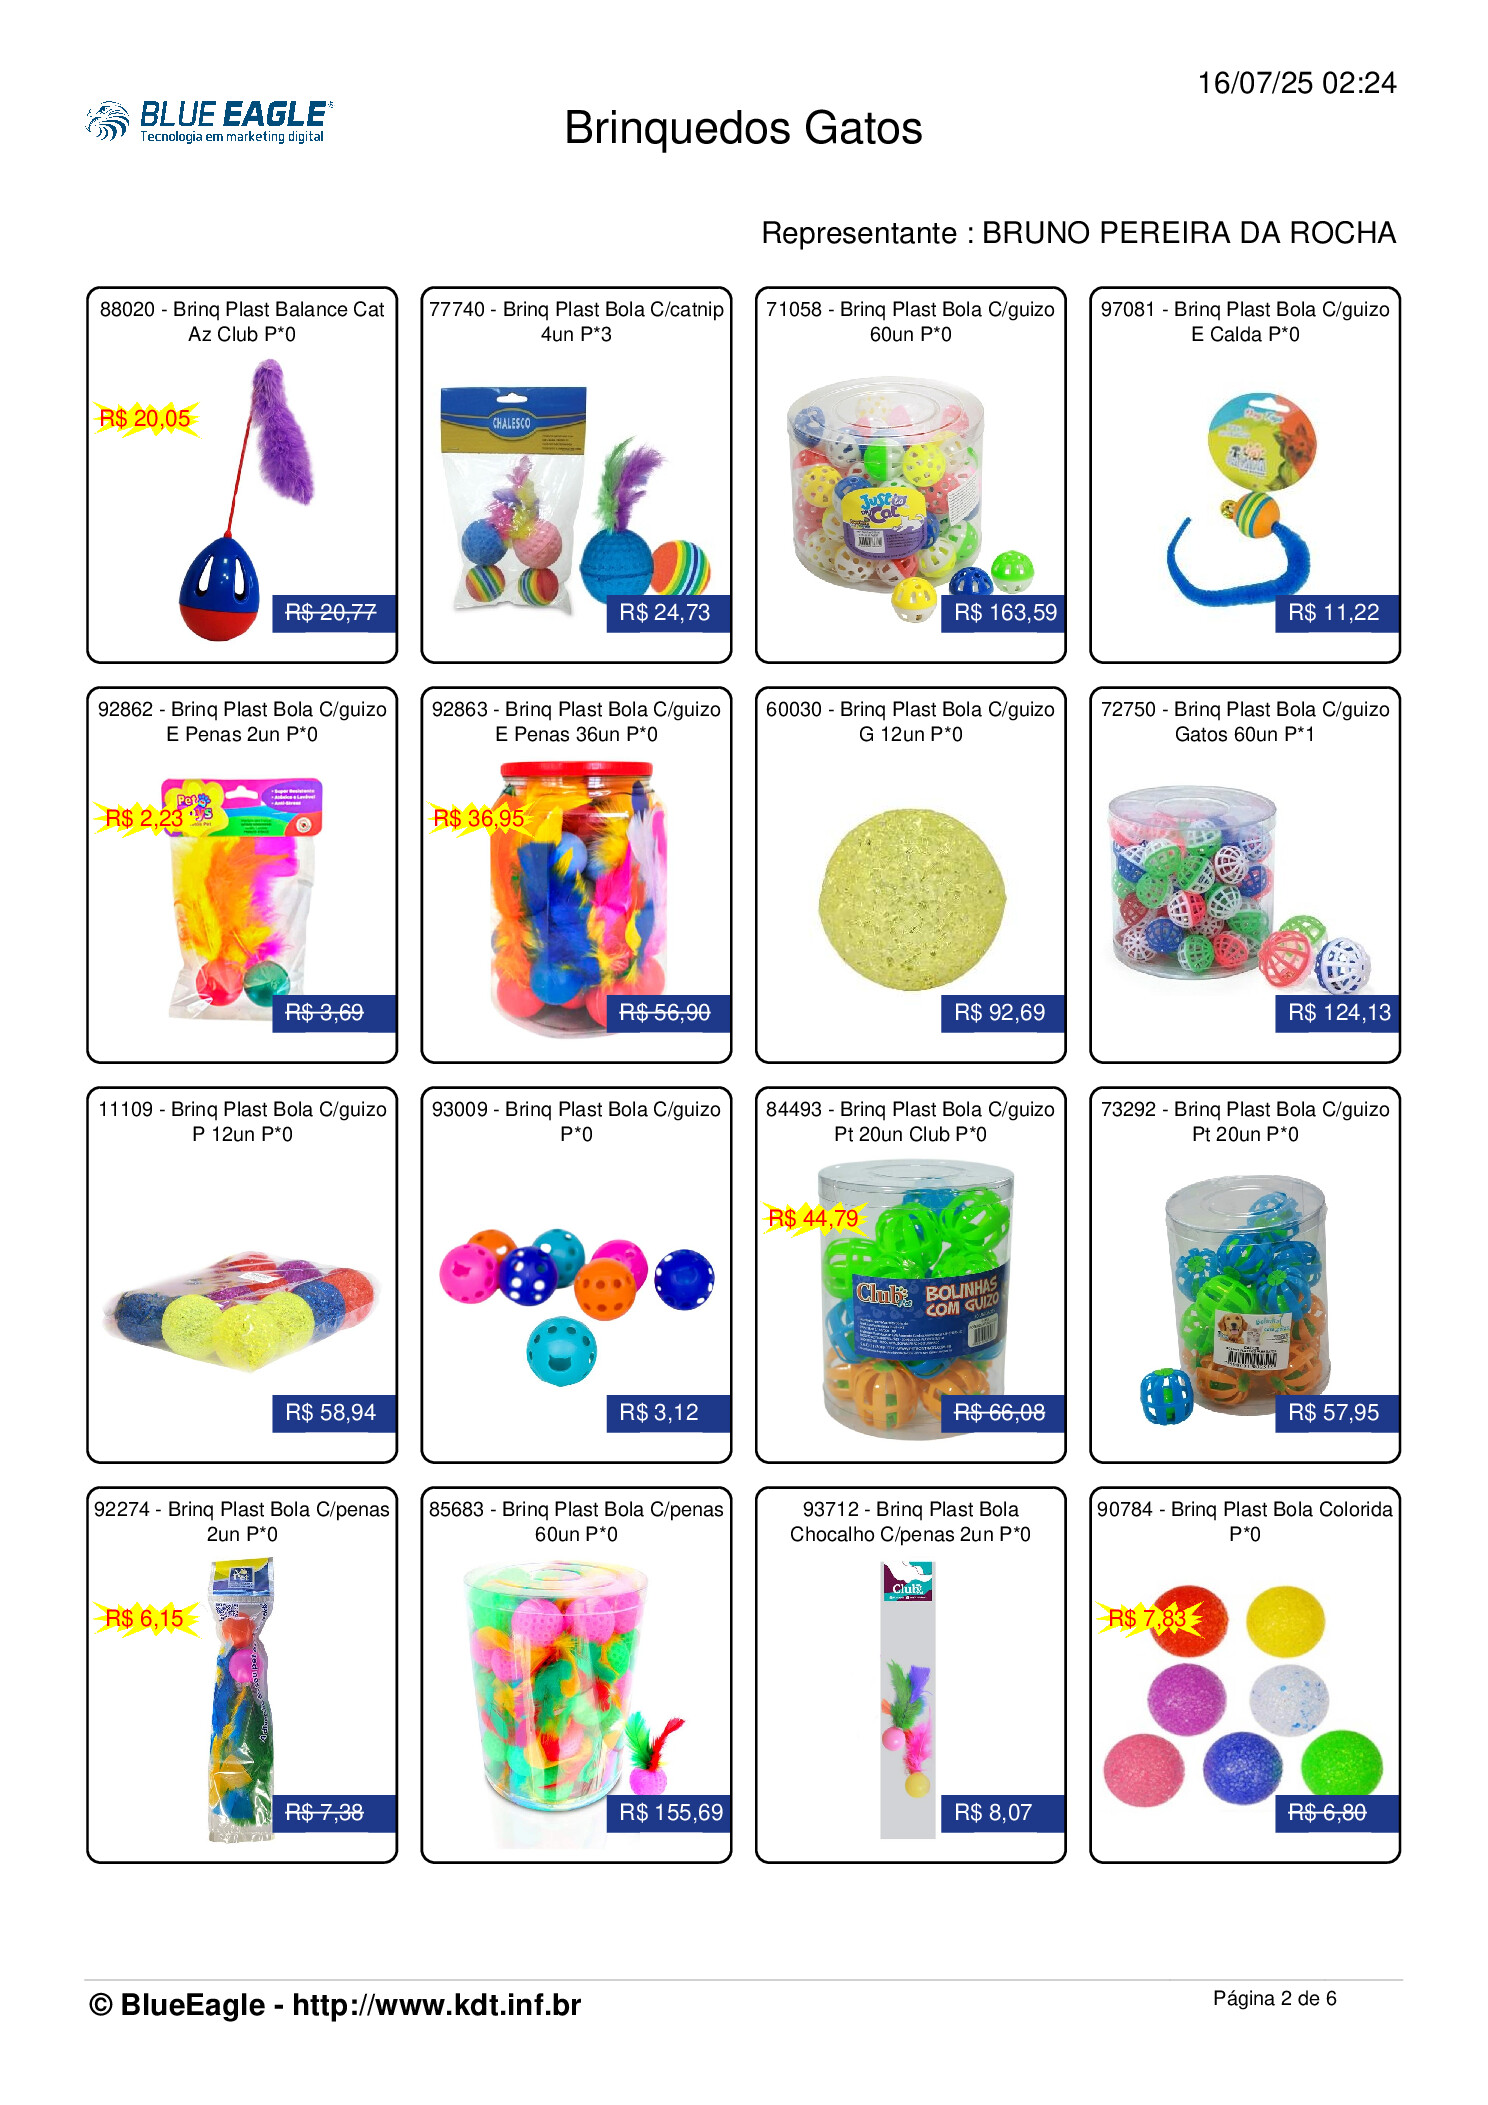 16/07/25 02:24
BLUE EAGLE
Tecnologia em marketing digital
Brinquedos Gatos
Representante : BRUNO PEREIRA DA ROCHA
88020 - Brinq Plast Balance Cat
Az Club P*0
R$ 20,05
R$ 20,77
77740 - Brinq Plast Bola C/catnip
4un P*3
CHALESCO
R$ 24,73
71058 - Brinq Plast Bola C/guizo
60un P*0
Cat
R$ 163,59
97081 - Brinq Plast Bola C/guizo
E Calda P*0
R$ 11,22
92862 - Brinq Plast Bola C/guizo
E Penas 2un P*0
Pet
R$ 2,23
R$ 3,69
92863 - Brinq Plast Bola C/guizo
E Penas 36un P*0
R$ 36,95
R$ 56,90
60030 - Brinq Plast Bola C/guizo
G 12un P*0
R$ 92,69
72750 - Brinq Plast Bola C/guizo
Gatos 60un P*1
R$ 124,13
11109 - Brinq Plast Bola C/guizo
P 12un P*0
R$ 58,94
93009 - Brinq Plast Bola C/guizo
P*0
R$ 3,12
84493 - Brinq Plast Bola C/guizo
Pt 20un Club P*0
R$ 44,79
Club
BOLINHAS
COM GUIZO
R$ 66,08
73292 - Brinq Plast Bola C/guizo
Pt 20un P*0
R$ 57,95
92274 - Brinq Plast Bola C/penas
2un P*0
R$ 6,15
R$ 7,38
85683 - Brinq Plast Bola C/penas
60un P*0
R$ 155,69
93712 - Brinq Plast Bola
Chocalho C/penas 2un P*0
Club
R$ 8,07
90784 - Brinq Plast Bola Colorida
P*0
R$ 7,83
R$ 6,80
© BlueEagle - http://www.kdt.inf.br
Página 2 de 6